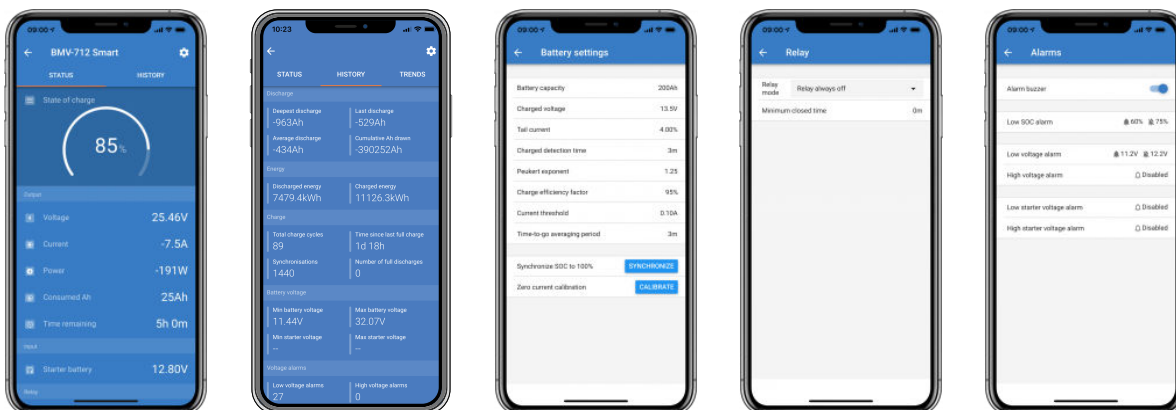 09:00
BMV-712 Smart
STATUS HISTORY
State of charge
85%
Output
Voltage 25.46V
Current -7.5A
Power -191W
Consumed Ah 25Ah
Time remaining 5h 0m
Input
Starter battery 12.80V
Relay
10:23
STATUS HISTORY TRENDS
Discharge
Deepest discharge Last discharge
-963Ah -529Ah
Average discharge Cumulative Ah drawn
-434Ah -390252Ah
Energy
Discharged energy Charged energy
7479.4kWh 11126.3kWh
Charge
Total charge cycles Time since last full charge
89 1d 18h
Synchronisations Number of full discharges
1440 0
Battery voltage
Min battery voltage Max battery voltage
11.44V 32.07V
Min starter voltage Max starter voltage
-- --
Voltage alarms
Low voltage alarms High voltage alarms
27 0
09:00
Battery settings
Battery capacity 200Ah
Charged voltage 13.5V
Tail current 4.00%
Charged detection time 3m
Peukert exponent 1.25
Charge efficiency factor 95%
Current threshold 0.10A
Time-to-go averaging period 3m
Synchronize SOC to 100% SYNCHRONIZE
Zero current calibration CALIBRATE
09:00
Relay
Relay mode Relay always off
Minimum closed time 0m
09:00
Alarms
Alarm buzzer
Low SOC alarm 60% 75%
Low voltage alarm 11.2V 12.2V
High voltage alarm Disabled
Low starter voltage alarm Disabled
High starter voltage alarm Disabled